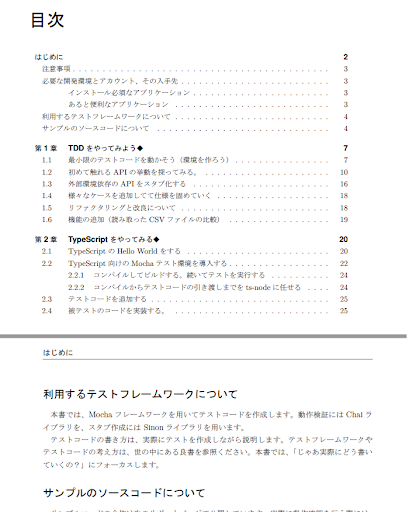 目次
はじめに 2
注意事項 3
必要な開発環境とアカウント、その入手先 3
インストール必須なアプリケーション 3
あると便利なアプリケーション 3
利用するテストフレームワークについて 4
サンプルのソースコードについて 4
第 1 章 TDD をやってみよう◆ 7
1.1 最小限のテストコードを動かそう（環境を作ろう） 7
1.2 初めて触れる API の挙動を探ってみる。 10
1.3 外部環境依存の API をスタブ化する 16
1.4 様々なケースを追加してて仕様を固めていく 18
1.5 リファクタリングと改良について 18
1.6 機能の追加（読み取った CSV ファイルの比較） 19
第 2 章 TypeScript をやってみる◆ 20
2.1 TypeScript の Hello World をする 20
2.2 TypeScript 向けの Mocha テスト環境を導入する 22
2.2.1 コンパイルしてビルドする。続いてテストを実行する 24
2.2.2 コンパイルからテストコードの引き渡しまでを ts-node に任せる 24
2.3 テストコードを追加する 25
2.4 被テストのコードを実装する。 25
はじめに
利用するテストフレームワークについて
本書では、Mocha フレームワークを用いてテストコードを作成します。動作検証には Chai ラ
イブラリを、スタブ作成には Sinon ライブラリを用います。
テストコードの書き方は、実際にテストを作成しながら説明します。テストフレームワークや
テストコードの考え方は、世の中にある良書を参照ください。本書では、「じゃあ実際にどう書い
ていくの？」にフォーカスします。
サンプルのソースコードについて